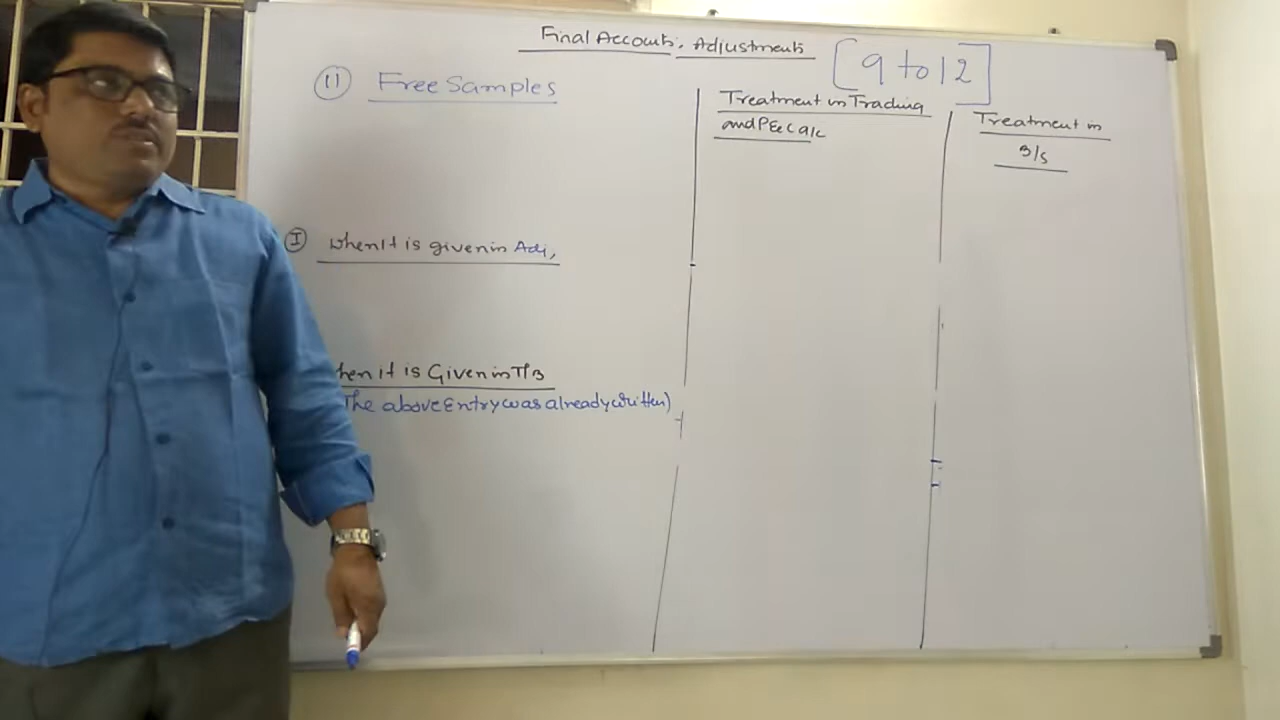 Final Accounts, Adjustments [9 to 12]
11 Free Samples
Treatment in Trading
and P&L a/c
Treatment in
B/S
I When It is given in Adj,
hen it is Given in T/B
The above Entry was already written)